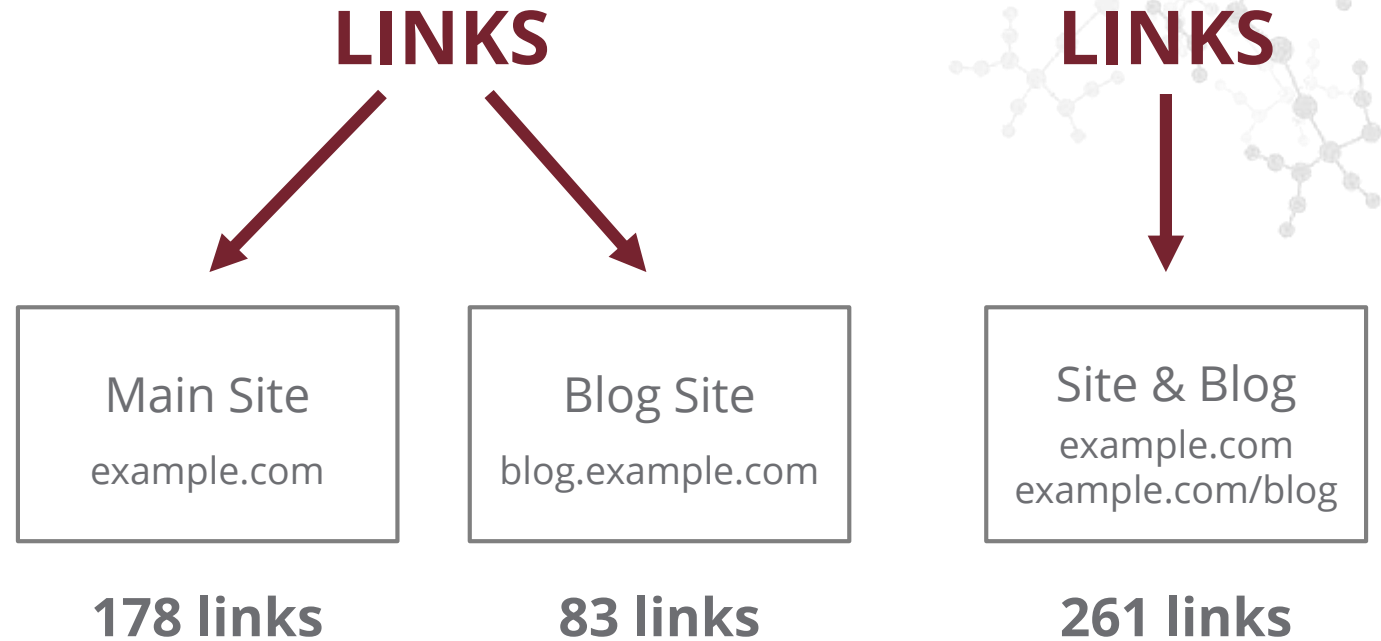 LINKS
LINKS
Main Site
example.com
Blog Site
blog.example.com
Site & Blog
example.com
example.com/blog
178 links
83 links
261 links